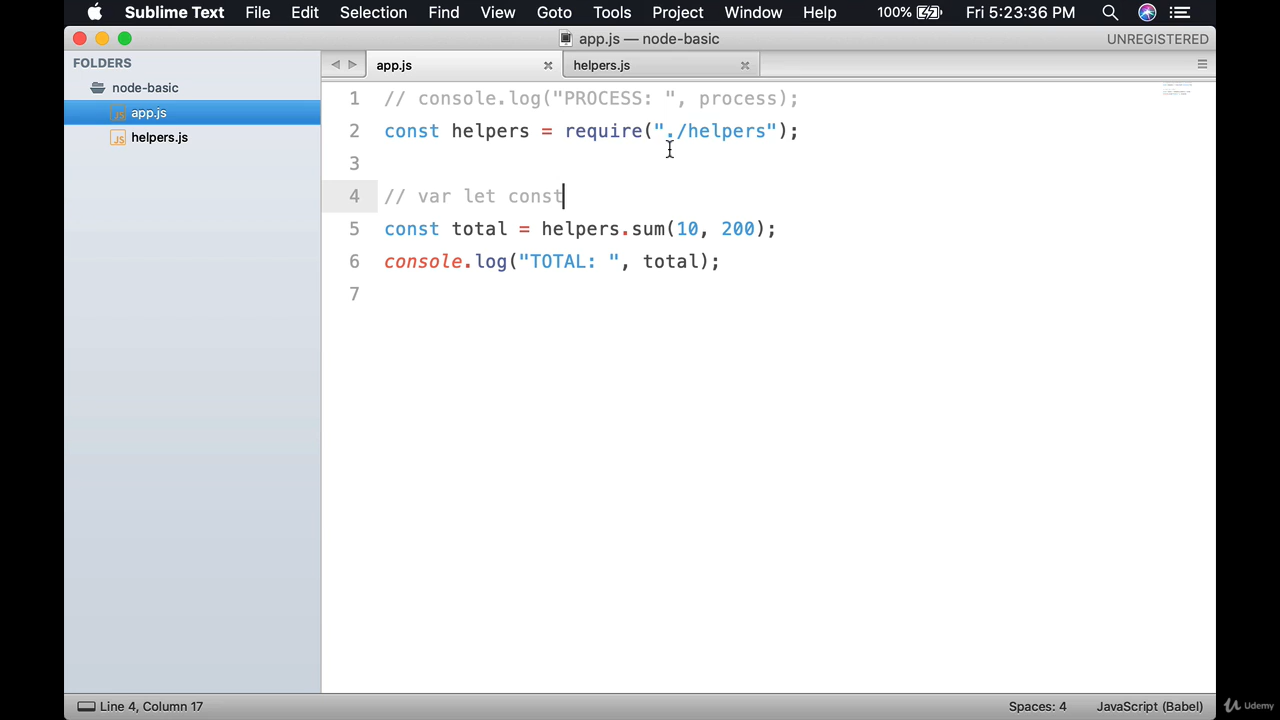 Sublime Text File Edit Selection Find View Goto Tools Project Window Help 100% Fri 5:23:36 PM
app.js — node-basic UNREGISTERED
FOLDERS
node-basic
app.js
helpers.js
app.js helpers.js
1 // console.log("PROCESS: ", process);
2 const helpers = require("./helpers");
3
4 // var let const
5 const total = helpers.sum(10, 200);
6 console.log("TOTAL: ", total);
7
Line 4, Column 17 Spaces: 4 JavaScript (Babel)
Udemy